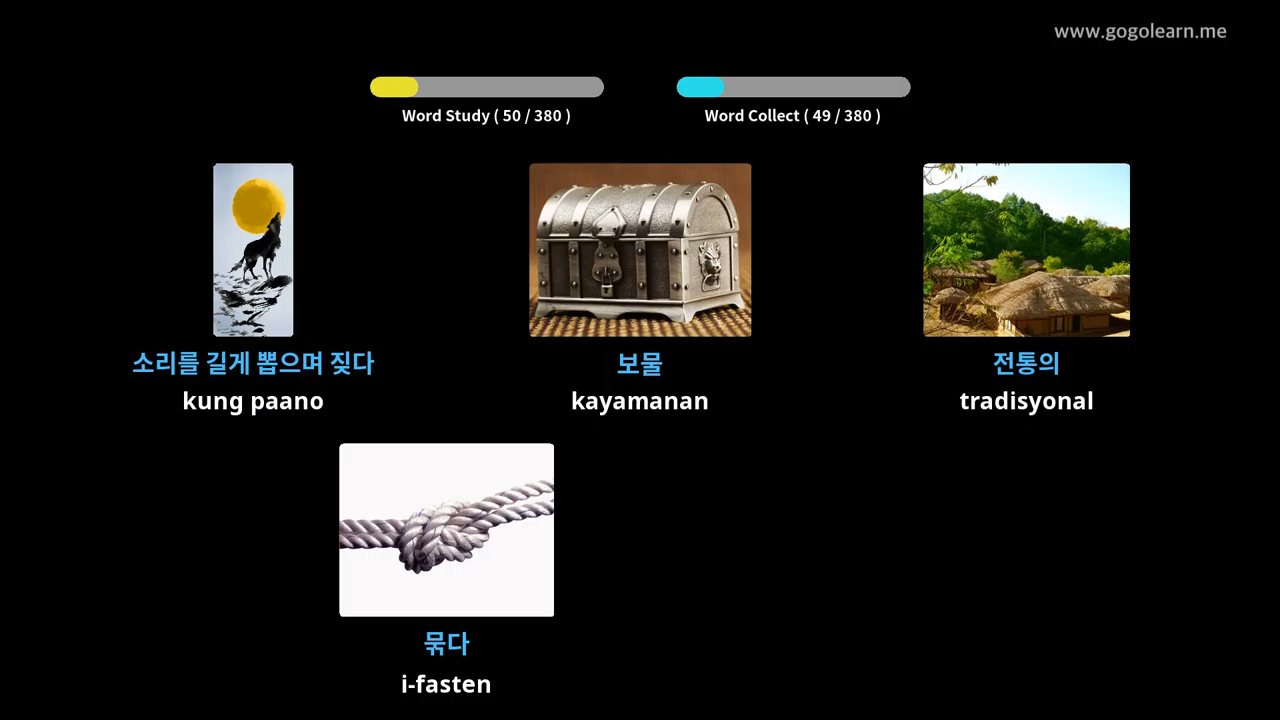 www.gogolearn.me
Word Study ( 50 / 380 )
Word Collect ( 49 / 380 )
소리를 길게 뽑으며 짖다
kung paano
보물
kayamanan
전통의
tradisyonal
묶다
i-fasten